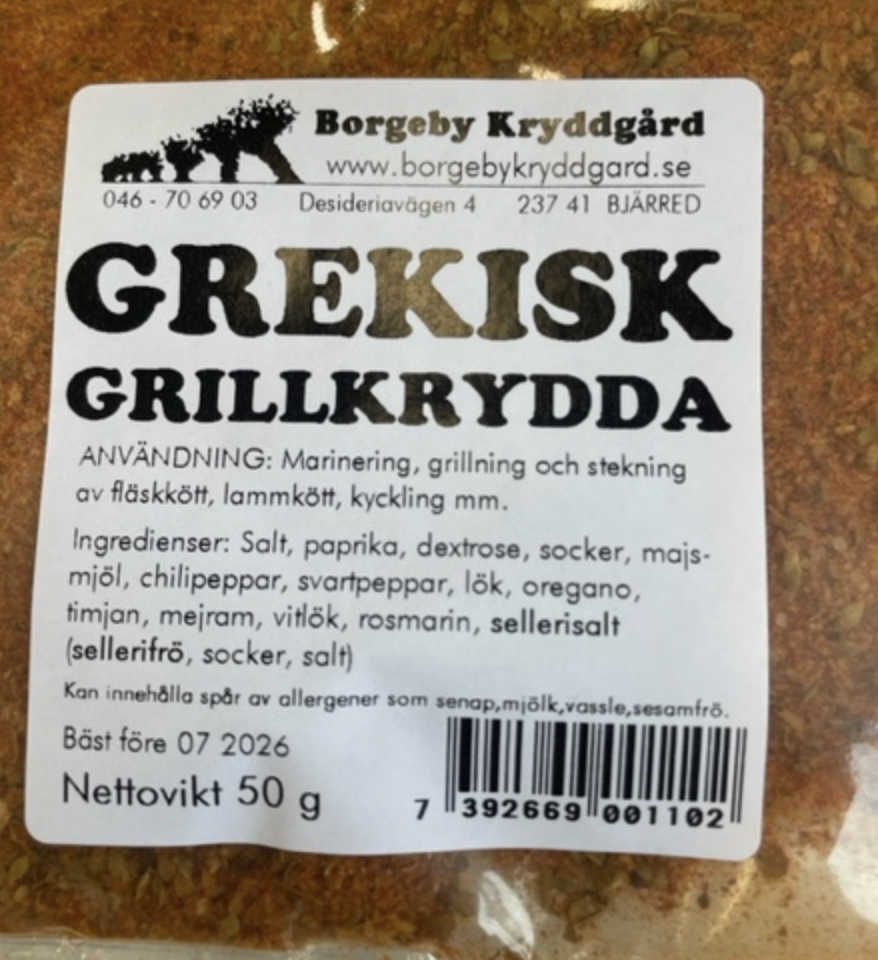 Borgeby Kryddgård
www.borgebykryddgard.se
046 - 70 69 03 Desideriavägen 4 237 41 BJÄRRED
GREKISK
GRILLKRYDDA
ANVÄNDNING: Marinering, grillning och stekning
av fläskkött, lammkött, kyckling mm.
Ingredienser: Salt, paprika, dextrose, socker, majs-
mjöl, chilipeppar, svartpeppar, lök, oregano,
timjan, mejram, vitlök, rosmarin, sellerisalt
(sellerifrö, socker, salt)
Kan innehålla spår av allergener som senap,mjölk,vassle,sesamfrö.
Bäst före 07 2026
Nettovikt 50 g
7 392669 001102